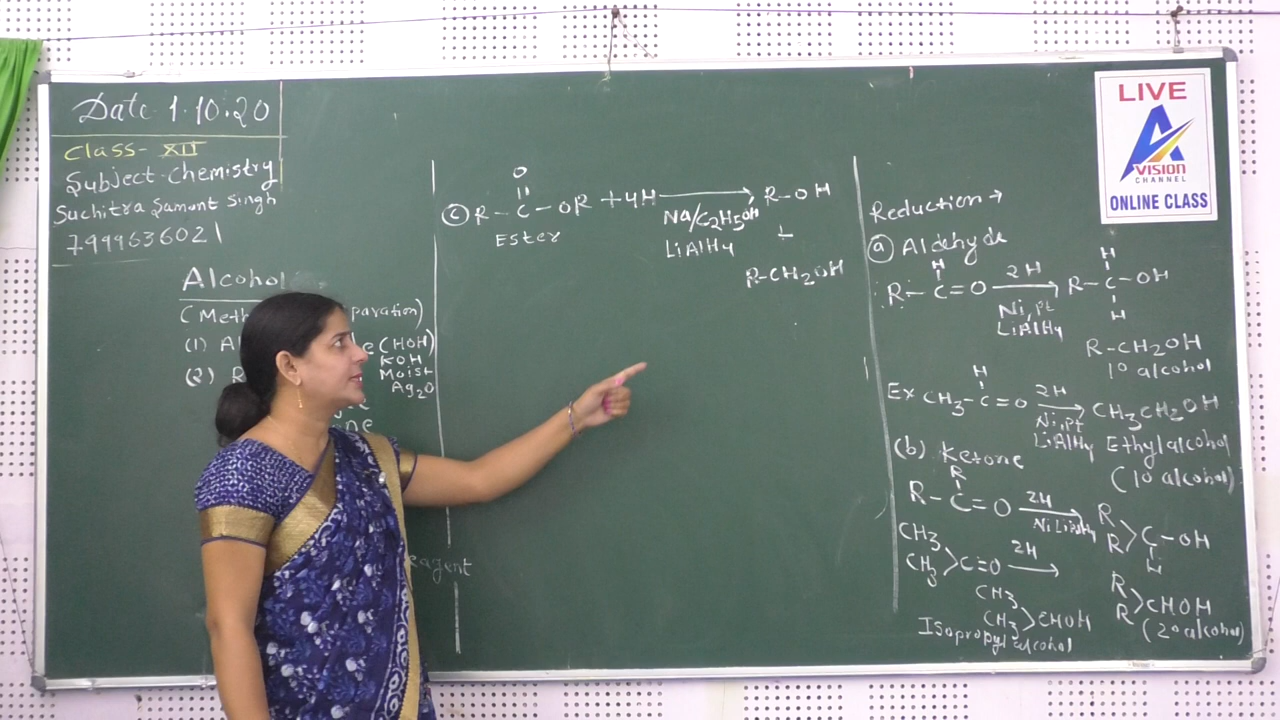 Date 1.10.20
Class- XII
Subject-Chemistry
Suchitra Samant Singh
7999636021
Alcohol
(Meth paration)
(1) Al e (HOH)
KOH
(2) R Moist
Ag2O
ne
eagent
O
(c) R - C - OR + 4H → R-OH
Ester
Na/C2H5OH
LiAlH4
+
R-CH2OH
Reduction →
(a) Aldehyde
H
R - C = O 2H → R - C - OH
H
H
Ni, Pt
LiAlH4
R-CH2OH
1° alcohol
H
Ex CH3 - C = O 2H → CH3CH2OH
Ni, Pt
LiAlH4
Ethyl alcohol
(1° alcohol)
(b) Ketone
R
R - C = O 2H →
Ni LiAlH4
R
R > C - OH
H
CH3
CH3 > C = O 2H →
R
R > CHOH
(2° alcohol)
CH3
CH3 > CHOH
Isopropyl alcohol
LIVE
A
VISION
CHANNEL
ONLINE CLASS